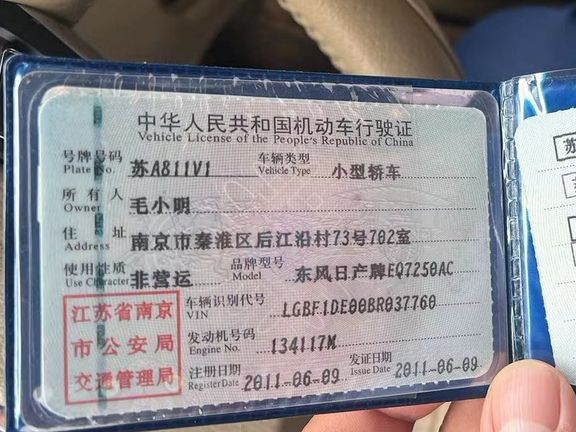 中华人民共和国机动车行驶证
Vehicle License of the People's Republic of China
号牌号码 苏A811V1 车辆类型 小型轿车
Plate No. Vehicle Type
所有人 毛小明
Owner
住址 南京市秦淮区后江沿村73号702室
Address
使用性质 非营运 品牌型号 东风日产牌EQ7250AC
Use Character Model
江苏省南京市公安局交通管理局
车辆识别代号 LGBF1DE00BR037760
VIN
发动机号码 134117M
Engine No.
注册日期 2011-06-09 发证日期 2011-06-09
Register Date Issue Date
苏